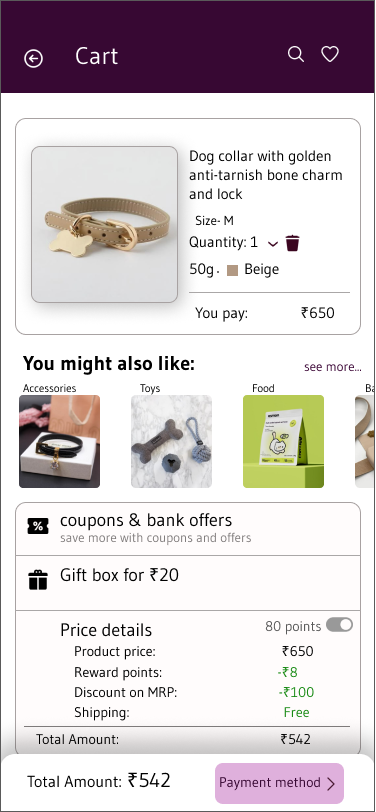 Cart
Dog collar with golden
anti-tarnish bone charm
and lock
Size- M
Quantity: 1
50g. Beige
You pay: ₹650
You might also like:
see more...
Accessories Toys Food Ba
coupons & bank offers
save more with coupons and offers
Gift box for ₹20
Price details 80 points
Product price: ₹650
Reward points: -₹8
Discount on MRP: -₹100
Shipping: Free
Total Amount: ₹542
Total Amount: ₹542
Payment method